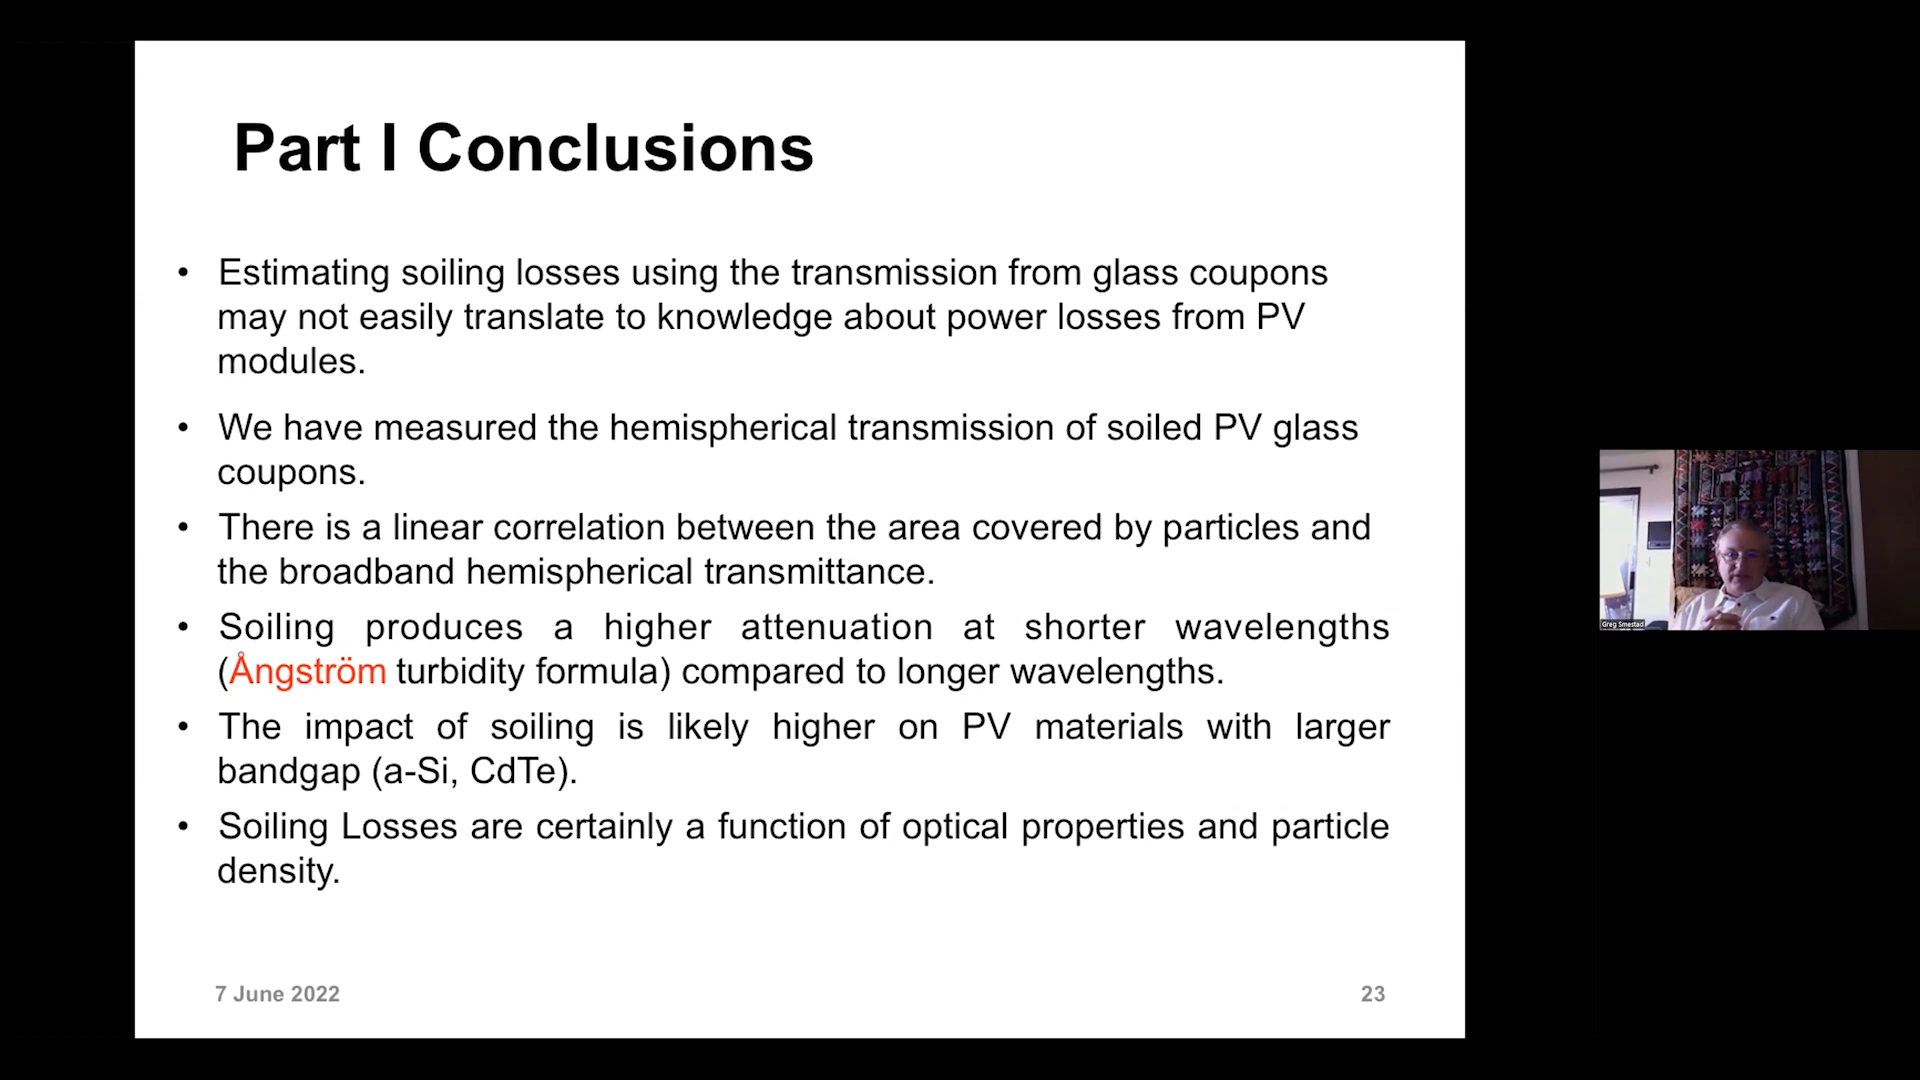 Part I Conclusions
• Estimating soiling losses using the transmission from glass coupons
may not easily translate to knowledge about power losses from PV
modules.
• We have measured the hemispherical transmission of soiled PV glass
coupons.
• There is a linear correlation between the area covered by particles and
the broadband hemispherical transmittance.
• Soiling produces a higher attenuation at shorter wavelengths
(Ångström turbidity formula) compared to longer wavelengths.
• The impact of soiling is likely higher on PV materials with larger
bandgap (a-Si, CdTe).
• Soiling Losses are certainly a function of optical properties and particle
density.
7 June 2022
23
Greg Smestad